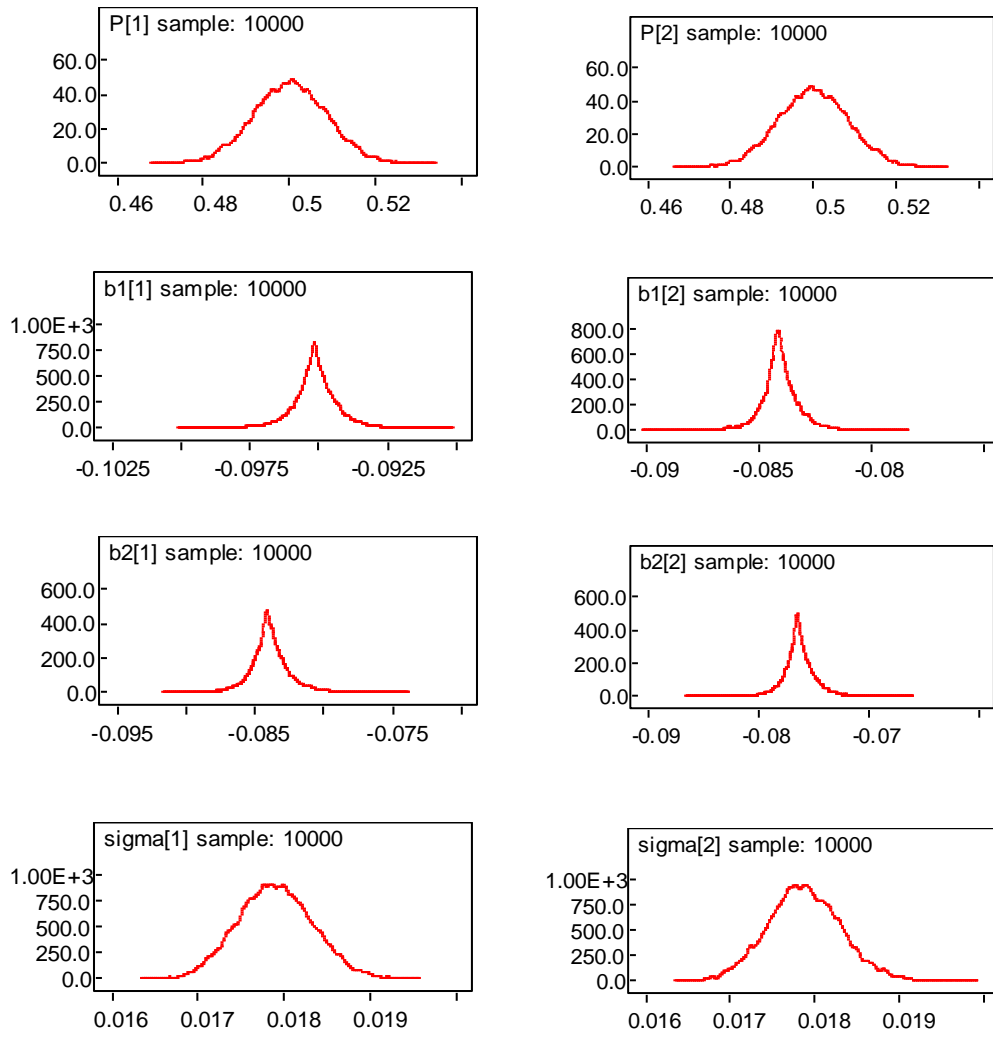 P[1] sample: 10000
60.0
40.0
20.0
0.0
0.46 0.48 0.5 0.52
P[2] sample: 10000
60.0
40.0
20.0
0.0
0.46 0.48 0.5 0.52
b1[1] sample: 10000
1.00E+3
750.0
500.0
250.0
0.0
-0.1025 -0.0975 -0.0925
b1[2] sample: 10000
800.0
600.0
400.0
200.0
0.0
-0.09 -0.084 -0.08
b2[1] sample: 10000
600.0
400.0
200.0
0.0
-0.095 -0.085 -0.075
b2[2] sample: 10000
600.0
400.0
200.0
0.0
-0.09 -0.08 -0.07
sigma[1] sample: 10000
1.00E+3
750.0
500.0
250.0
0.0
0.016 0.017 0.018 0.019
sigma[2] sample: 10000
1.00E+3
750.0
500.0
250.0
0.0
0.016 0.017 0.018 0.019